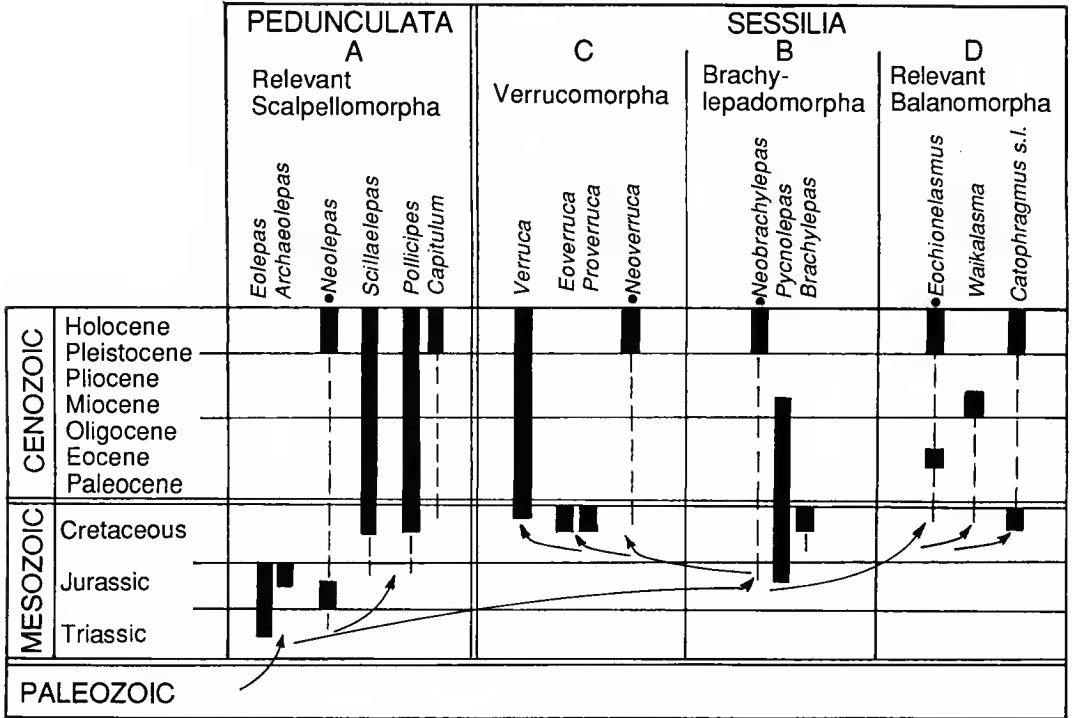 PEDUNCULATA
A
Relevant
Scalpellomorpha
SESSILIA
C
Verrucomorpha
B
Brachy-
lepadomorpha
D
Relevant
Balanomorpha
Eolepas
Archaeolepas
•Neolepas
Scillaelepas
Pollicipes
Capitulum
Verruca
Eoverruca
Proverruca
•Neoverruca
•Neobrachylepas
Pycnolepas
Brachylepas
•Eochionelasmus
Waikalasma
Catophragmus s.l.
CENOZOIC
Holocene
Pleistocene
Pliocene
Miocene
Oligocene
Eocene
Paleocene
MESOZOIC
Cretaceous
Jurassic
Triassic
PALEOZOIC